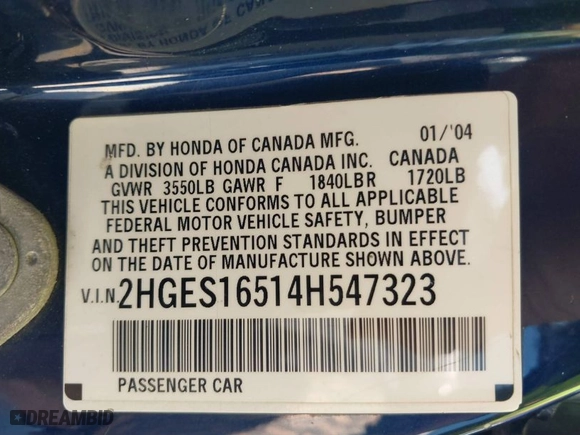 MFD. BY HONDA OF CANADA MFG. 01/'04
A DIVISION OF HONDA CANADA INC. CANADA
GVWR 3550LB GAWR F 1840LBR 1720LB
THIS VEHICLE CONFORMS TO ALL APPLICABLE
FEDERAL MOTOR VEHICLE SAFETY, BUMPER
AND THEFT PREVENTION STANDARDS IN EFFECT
ON THE DATE OF MANUFACTURE SHOWN ABOVE.
V.I.N. 2HGES16514H547323
PASSENGER CAR
DREAMBID